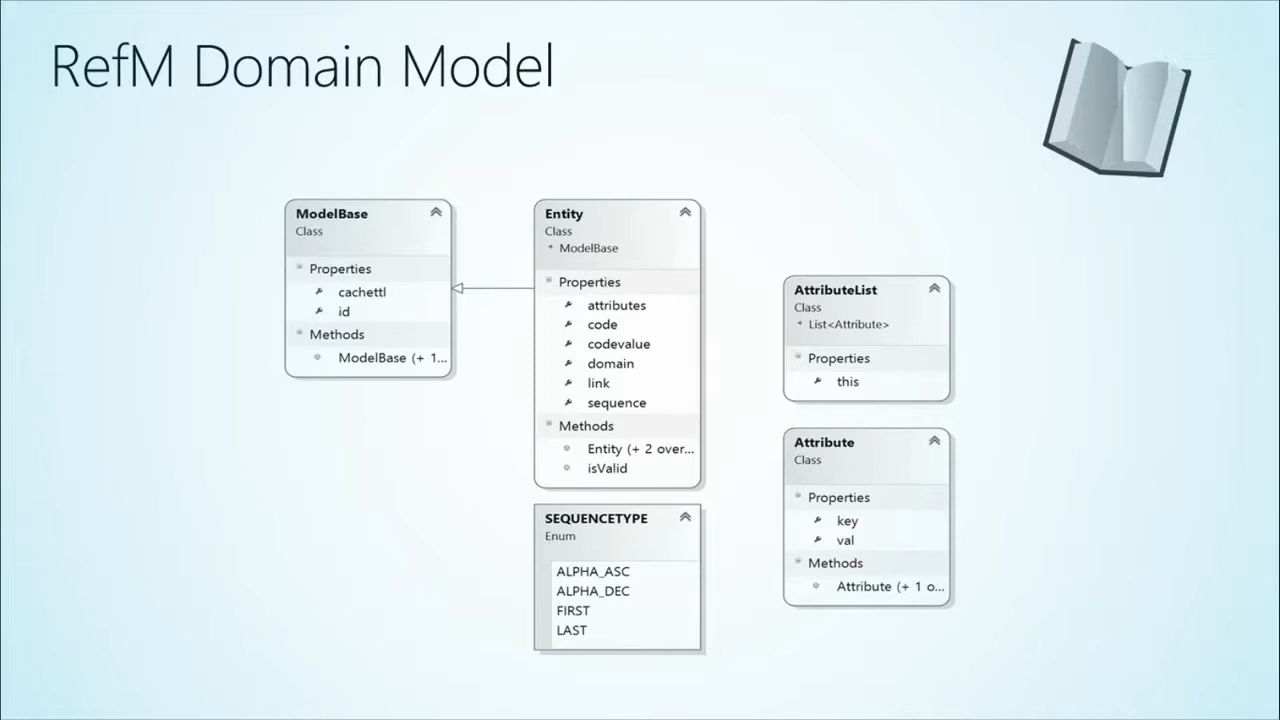 RefM Domain Model
ModelBase
Class
Properties
cachettl
id
Methods
ModelBase (+ 1...
Entity
Class
ModelBase
Properties
attributes
code
codevalue
domain
link
sequence
Methods
Entity (+ 2 over...
isValid
SEQUENCETYPE
Enum
ALPHA_ASC
ALPHA_DEC
FIRST
LAST
AttributeList
Class
List<Attribute>
Properties
this
Attribute
Class
Properties
key
val
Methods
Attribute (+ 1 o...